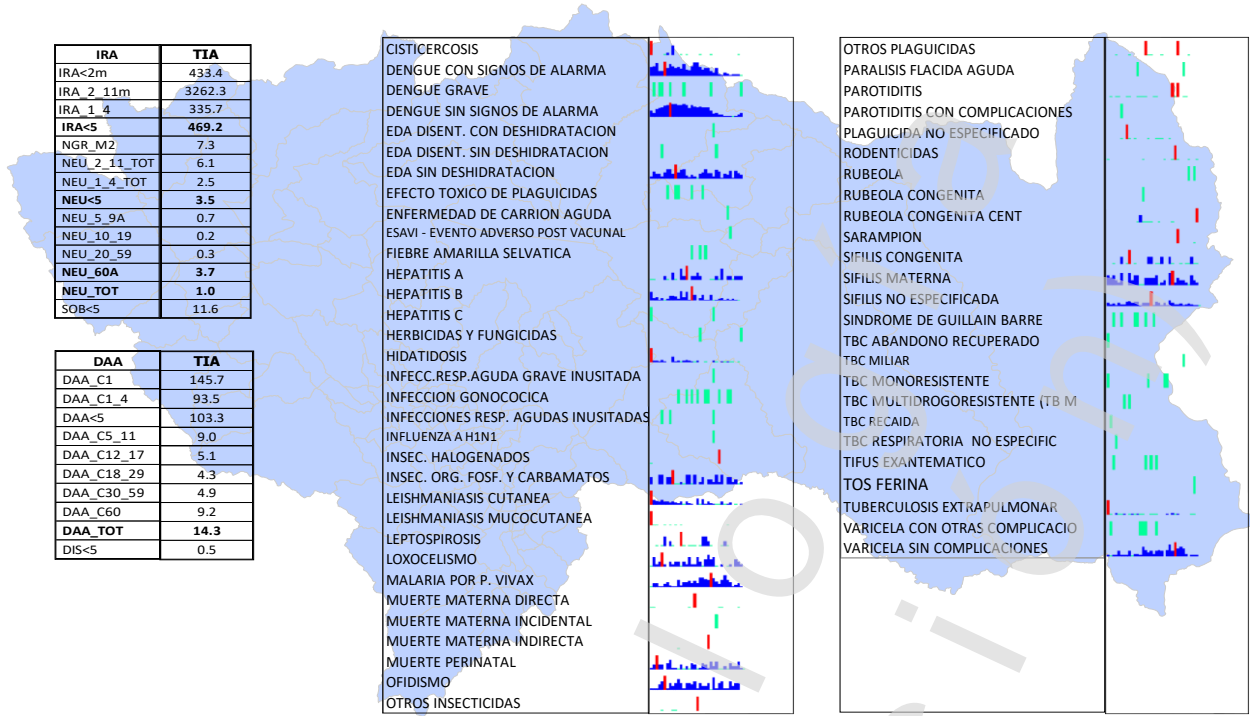 IRA TIA
IRA<2m 433.4
IRA_2_11m 3262.3
IRA_1_4 335.7
IRA<5 469.2
NGR_M2 7.3
NEU_2_11_TOT 6.1
NEU_1_4_TOT 2.5
NEU<5 3.5
NEU_5_9A 0.7
NEU_10_19 0.2
NEU_20_59 0.3
NEU_60A 3.7
NEU_TOT 1.0
SOB<5 11.6
DAA TIA
DAA_C1 145.7
DAA_C1_4 93.5
DAA<5 103.3
DAA_C5_11 9.0
DAA_C12_17 5.1
DAA_C18_29 4.3
DAA_C30_59 4.9
DAA_C60 9.2
DAA_TOT 14.3
DIS<5 0.5
CISTICERCOSIS
DENGUE CON SIGNOS DE ALARMA
DENGUE GRAVE
DENGUE SIN SIGNOS DE ALARMA
EDA DISENT. CON DESHIDRATACION
EDA DISENT. SIN DESHIDRATACION
EDA SIN DESHIDRATACION
EFECTO TOXICO DE PLAGUICIDAS
ENFERMEDAD DE CARRION AGUDA
ESAVI - EVENTO ADVERSO POST VACUNAL
FIEBRE AMARILLA SELVATICA
HEPATITIS A
HEPATITIS B
HEPATITIS C
HERBICIDAS Y FUNGICIDAS
HIDATIDOSIS
INFECC.RESP.AGUDA GRAVE INUSITADA
INFECCION GONOCOCICA
INFECCIONES RESP. AGUDAS INUSITADAS
INFLUENZA A H1N1
INSEC. HALOGENADOS
INSEC. ORG. FOSF. Y CARBAMATOS
LEISHMANIASIS CUTANEA
LEISHMANIASIS MUCOCUTANEA
LEPTOSPIROSIS
LOXOCELISMO
MALARIA POR P. VIVAX
MUERTE MATERNA DIRECTA
MUERTE MATERNA INCIDENTAL
MUERTE MATERNA INDIRECTA
MUERTE PERINATAL
OFIDISMO
OTROS INSECTICIDAS
OTROS PLAGUICIDAS
PARALISIS FLACIDA AGUDA
PAROTIDITIS
PAROTIDITIS CON COMPLICACIONES
PLAGUICIDA NO ESPECIFICADO
RODENTICIDAS
RUBEOLA
RUBEOLA CONGENITA
RUBEOLA CONGENITA CENT
SARAMPION
SIFILIS CONGENITA
SIFILIS MATERNA
SIFILIS NO ESPECIFICADA
SINDROME DE GUILLAIN BARRE
TBC ABANDONO RECUPERADO
TBC MILIAR
TBC MONORESISTENTE
TBC MULTIDROGORESISTENTE (TB M
TBC RECAIDA
TBC RESPIRATORIA NO ESPECIFIC
TIFUS EXANTEMATICO
TOS FERINA
TUBERCULOSIS EXTRAPULMONAR
VARICELA CON OTRAS COMPLICACIO
VARICELA SIN COMPLICACIONES